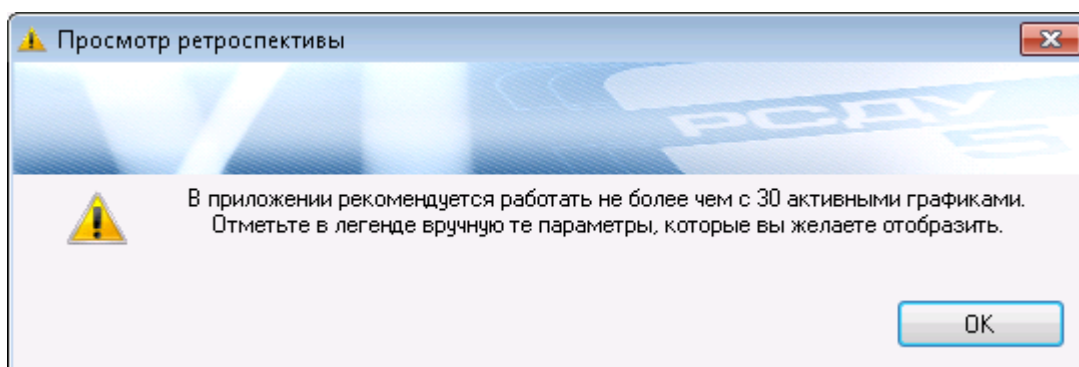 Просмотр ретроспективы
РСДУ
5
В приложении рекомендуется работать не более чем с 30 активными графиками.
Отметьте в легенде вручную те параметры, которые вы желаете отобразить.
OK